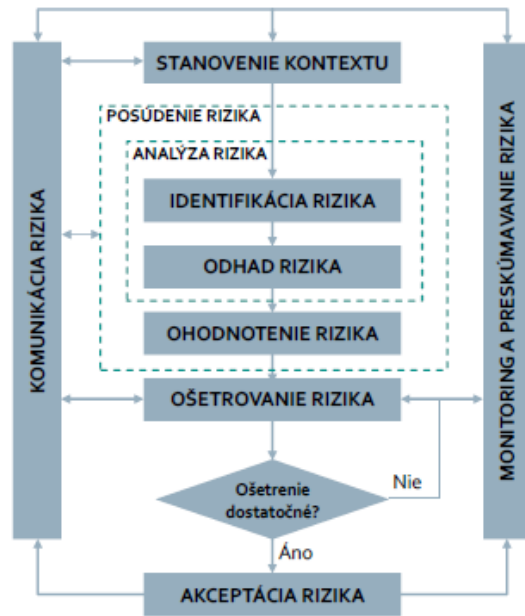 STANOVENIE KONTEXTU
POSÚDENIE RIZIKA
ANALÝZA RIZIKA
IDENTIFIKÁCIA RIZIKA
ODHAD RIZIKA
OHODNOTENIE RIZIKA
OŠETROVANIE RIZIKA
Ošetrenie
dostatočné?
Nie
Áno
AKCEPTÁCIA RIZIKA
KOMUNIKÁCIA RIZIKA
MONITORING A PRESKÚMAVANIE RIZIKA